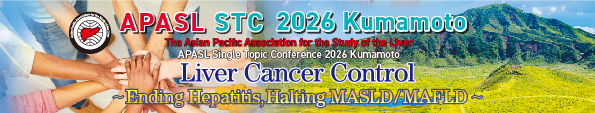 APASL STC 2026 Kumamoto
The Asian Pacific Association for the Study of the Liver
APASL Single Topic Conference 2026 Kumamoto
Liver Cancer Control
~Ending Hepatitis, Halting MASLD/MAFLD~